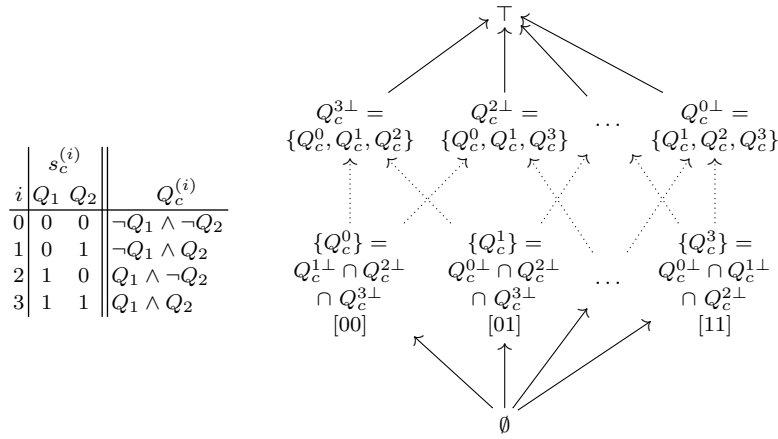 ⊤
Q_c^{3⊥} = Q_c^{2⊥} = ⋯ Q_c^{0⊥} =
{Q_c^0, Q_c^1, Q_c^2} {Q_c^0, Q_c^1, Q_c^3} {Q_c^1, Q_c^2, Q_c^3}
s_c^{(i)}
i Q_1 Q_2 Q_c^{(i)}
0 0 0 ¬Q_1 ∧ ¬Q_2
1 0 1 ¬Q_1 ∧ Q_2
2 1 0 Q_1 ∧ ¬Q_2
3 1 1 Q_1 ∧ Q_2
{Q_c^0} = {Q_c^1} = {Q_c^3} =
Q_c^{1⊥} ∩ Q_c^{2⊥} Q_c^{0⊥} ∩ Q_c^{2⊥} ⋯ Q_c^{0⊥} ∩ Q_c^{1⊥}
∩ Q_c^{3⊥} ∩ Q_c^{3⊥} ∩ Q_c^{2⊥}
[00] [01] [11]
∅